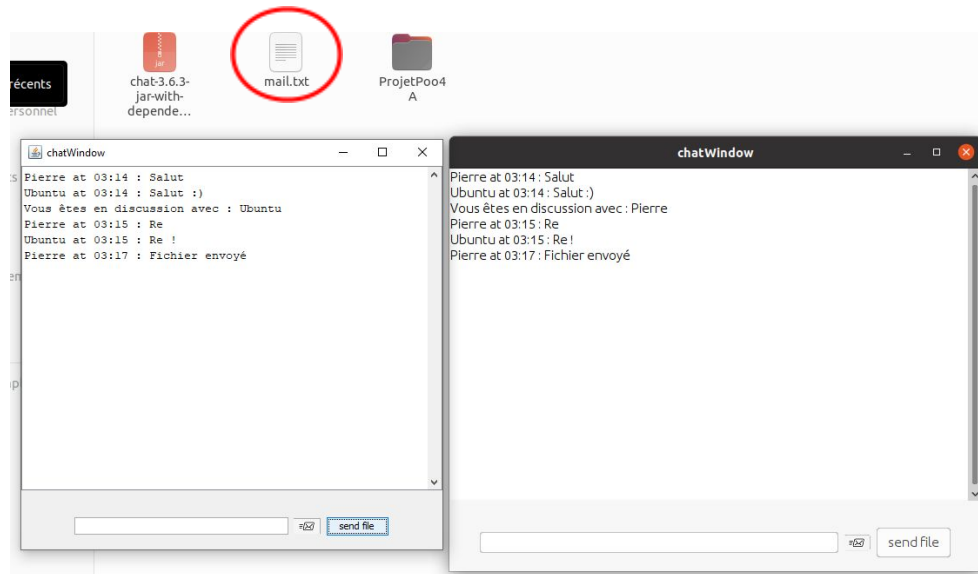 récents
ersonnel
jar
chat-3.6.3-
jar-with-
depende...
mail.txt
ProjetPoo4
A
chatWindow
Pierre at 03:14 : Salut
Ubuntu at 03:14 : Salut :)
Vous êtes en discussion avec : Ubuntu
Pierre at 03:15 : Re
Ubuntu at 03:15 : Re !
Pierre at 03:17 : Fichier envoyé
send file
chatWindow
Pierre at 03:14 : Salut
Ubuntu at 03:14 : Salut :)
Vous êtes en discussion avec : Pierre
Pierre at 03:15 : Re
Ubuntu at 03:15 : Re !
Pierre at 03:17 : Fichier envoyé
send file